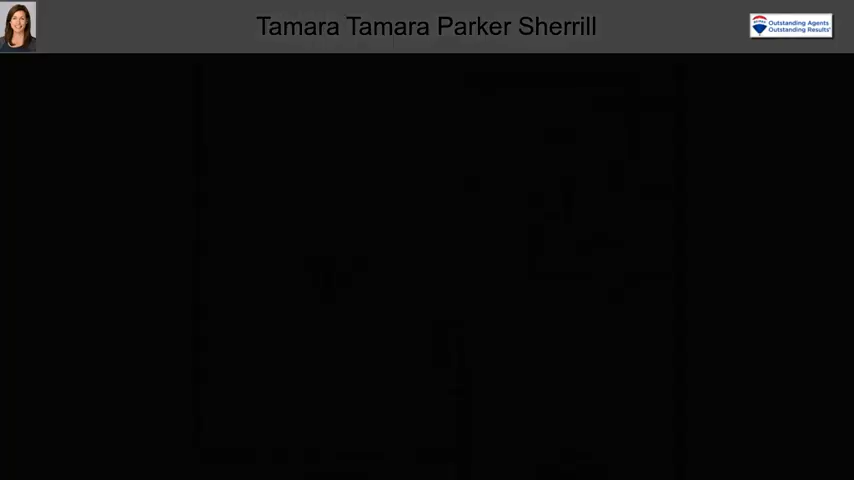 Tamara Tamara Parker Sherrill
Outstanding Agents
Outstanding Results